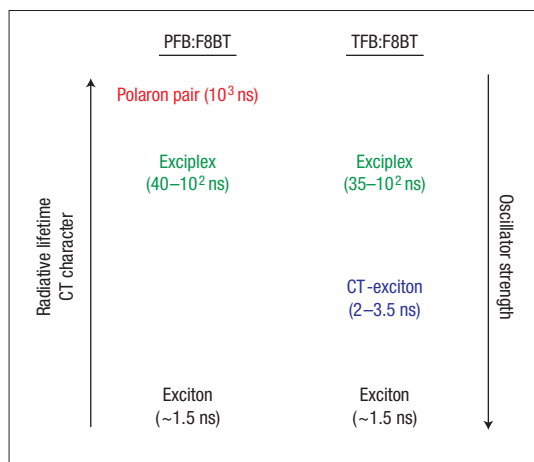 PFB:F8BT
TFB:F8BT
Polaron pair (10³ ns)
Exciplex
(40–10² ns)
Exciplex
(35–10² ns)
CT-exciton
(2–3.5 ns)
Exciton
(~1.5 ns)
Exciton
(~1.5 ns)
Radiative lifetime
CT character
Oscillator strength